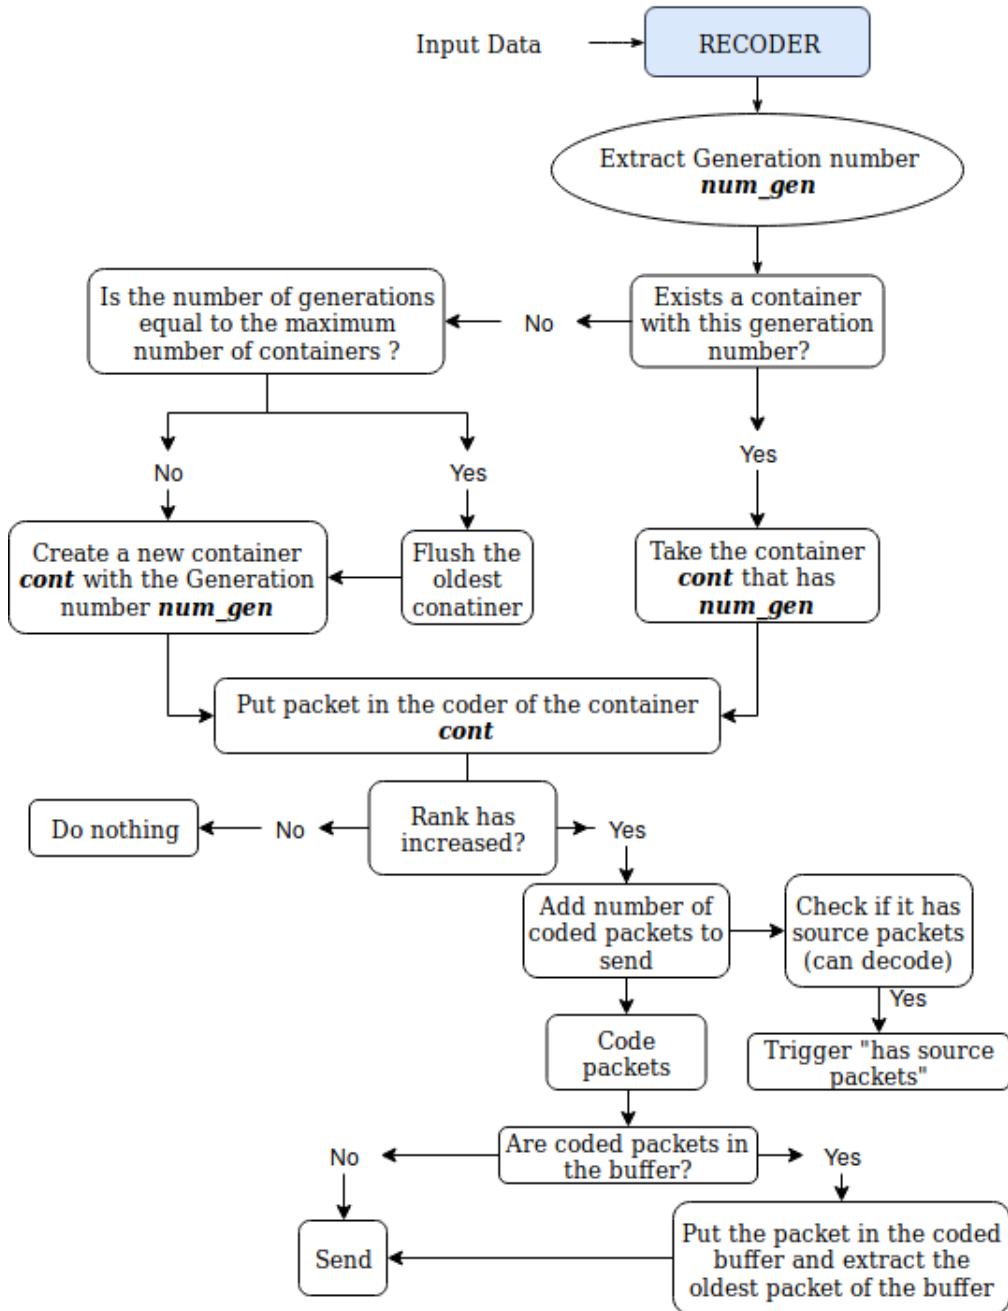 Input Data
RECODER
Extract Generation number
num_gen
Is the number of generations
equal to the maximum
number of containers ?
No
Exists a container
with this generation
number?
No
Yes
Yes
Create a new container
cont with the Generation
number num_gen
Flush the
oldest
conatiner
Take the container
cont that has
num_gen
Put packet in the coder of the container
cont
Do nothing
No
Rank has
increased?
Yes
Add number of
coded packets to
send
Check if it has
source packets
(can decode)
Yes
Code
packets
Trigger "has source
packets"
No
Are coded packets in
the buffer?
Yes
Send
Put the packet in the coded
buffer and extract the
oldest packet of the buffer